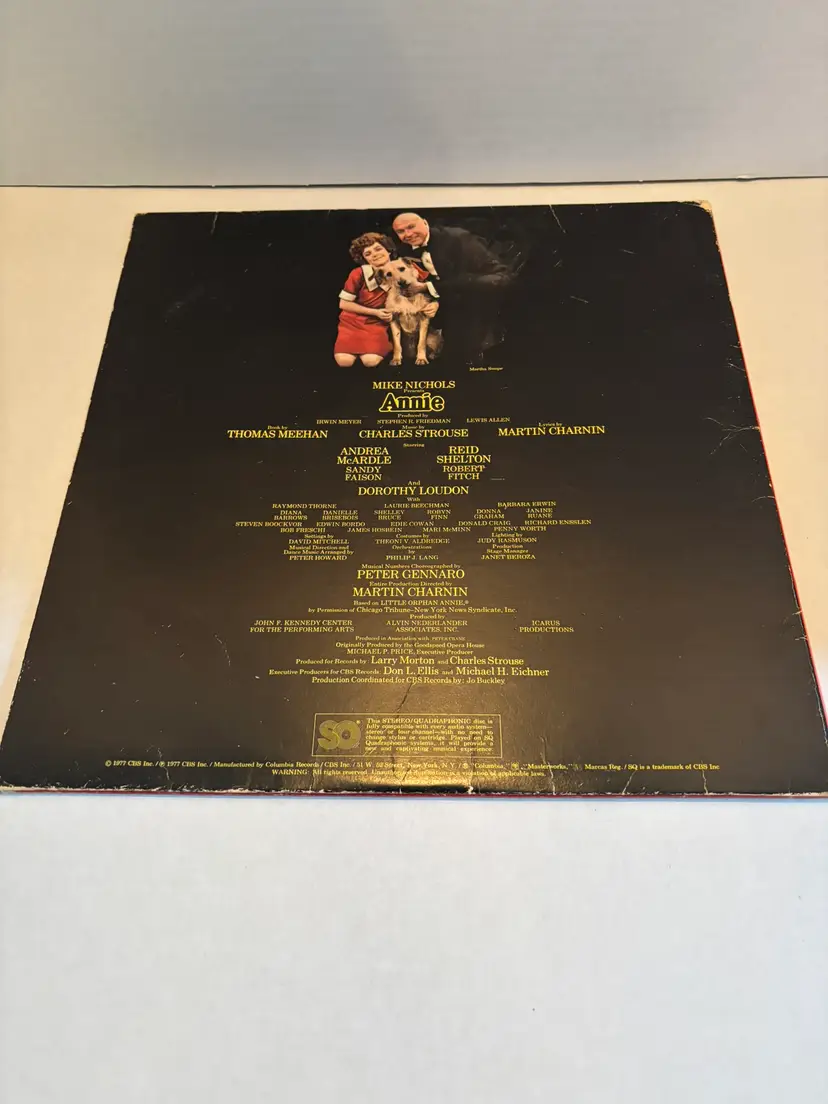 Martha Swope
MIKE NICHOLS
Presents
Annie
Produced by
IRWIN MEYER STEPHEN R. FRIEDMAN LEWIS ALLEN
Book by Music by Lyrics by
THOMAS MEEHAN CHARLES STROUSE MARTIN CHARNIN
Starring
ANDREA REID
McARDLE SHELTON
SANDY ROBERT
FAISON FITCH
And
DOROTHY LOUDON
With
RAYMOND THORNE LAURIE BEECHMAN BARBARA ERWIN
DIANA DANIELLE SHELLEY ROBYN DONNA JANINE
BARROWS BRISEBOIS BRUCE FINN GRAHAM RUANE
STEVEN BOOCKVOR EDWIN BORDO EDIE COWAN DONALD CRAIG RICHARD ENSSLEN
BOB FRESCHI JAMES HOSBEIN MARI McMINN PENNY WORTH
Settings by Costumes by Lighting by
DAVID MITCHELL THEONI V. ALDREDGE JUDY RASMUSON
Musical Direction and Orchestrations Production
Dance Music Arranged by by Stage Manager
PETER HOWARD PHILIP J. LANG JANET BEROZA
Musical Numbers Choreographed by
PETER GENNARO
Entire Production Directed by
MARTIN CHARNIN
Based on LITTLE ORPHAN ANNIE,®
by Permission of Chicago Tribune-New York News Syndicate, Inc.
Produced by
JOHN F. KENNEDY CENTER ALVIN NEDERLANDER ICARUS
FOR THE PERFORMING ARTS ASSOCIATES, INC. PRODUCTIONS
Produced in Association with PETER CRANE
Originally Produced by the Goodspeed Opera House
MICHAEL P. PRICE, Executive Producer
Produced for Records by Larry Morton and Charles Strouse
Executive Producers for CBS Records: Don L. Ellis and Michael H. Eichner
Production Coordinated for CBS Records by: Jo Buckley
SQ
This STEREO/QUADRAPHONIC disc is
fully compatible with every audio system—
stereo or four-channel—with no need to
change stylus or cartridge. Played on SQ
Quadraphonic systems, it will provide a
new and captivating musical experience.
© 1977 CBS Inc. / ℗ 1977 CBS Inc. / Manufactured by Columbia Records / CBS Inc. / 51 W. 52 Street, New York, N.Y. / ® "Columbia," "Masterworks," Marcas Reg. / SQ is a trademark of CBS Inc
WARNING: All rights reserved. Unauthorized duplication is a violation of applicable laws.